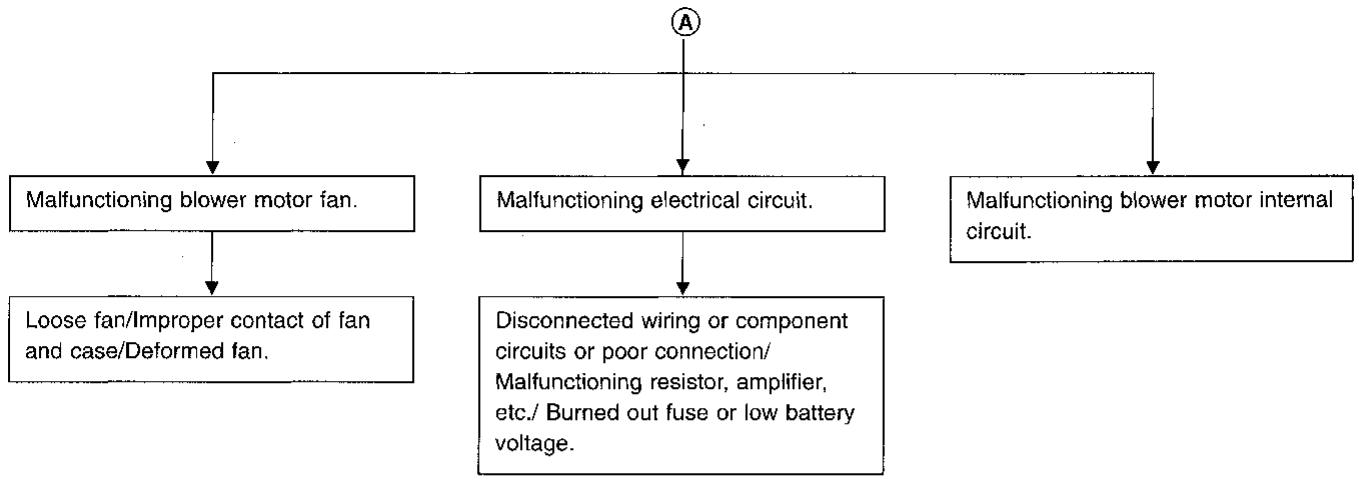 A
Malfunctioning blower motor fan.
Malfunctioning electrical circuit.
Malfunctioning blower motor internal
circuit.
Loose fan/Improper contact of fan
and case/Deformed fan.
Disconnected wiring or component
circuits or poor connection/
Malfunctioning resistor, amplifier,
etc./ Burned out fuse or low battery
voltage.